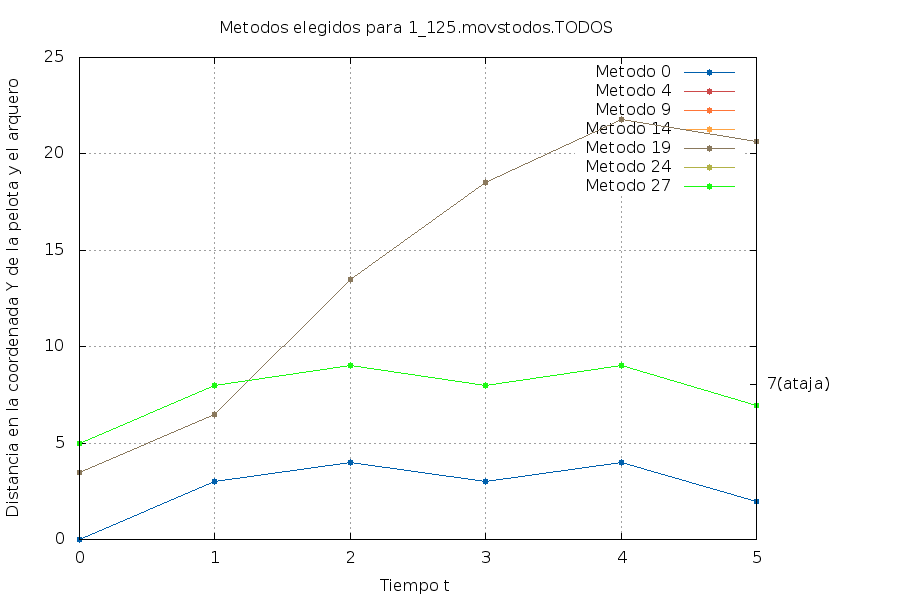 Metodos elegidos para 1_125.movstodos.TODOS
25
20
15
10
5
0
Distancia en la coordenada Y de la pelota y el arquero
Metodo 0
Metodo 4
Metodo 9
Metodo 14
Metodo 19
Metodo 24
Metodo 27
7(ataja)
0 1 2 3 4 5
Tiempo t